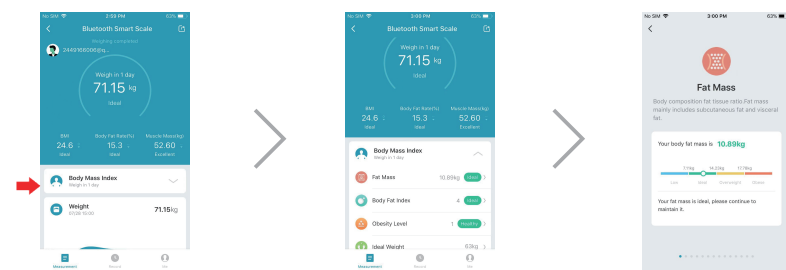 No SIM 2:59 PM 63%
Bluetooth Smart Scale
Weighing completed
2449166006@q...
Weigh in 1 day
71.15 kg
Ideal
BMI Body Fat Rate(%) Muscle Mass(kg)
24.6 15.3 52.60
Ideal Ideal Excellent
Body Mass Index
Weigh in 1 day
Weight
07/28 15:00
71.15kg
Measurement Record Me
No SIM 3:00 PM 63%
Bluetooth Smart Scale
Weigh in 1 day
71.15 kg
Ideal
BMI Body Fat Rate(%) Muscle Mass(kg)
24.6 15.3 52.60
Ideal Ideal Excellent
Body Mass Index
Weigh in 1 day
Fat Mass 10.89kg Ideal
Body Fat Index 4 Ideal
Obesity Level 1 Healthy
Ideal Weight 63kg
Measurement Record Me
No SIM 3:00 PM 63%
Fat Mass
Body composition fat tissue ratio.Fat mass
mainly includes subcutaneous fat and visceral
fat.
Your body fat mass is 10.89kg
Low Ideal Overweight Obese
Your fat mass is ideal, please continue to
maintain it.